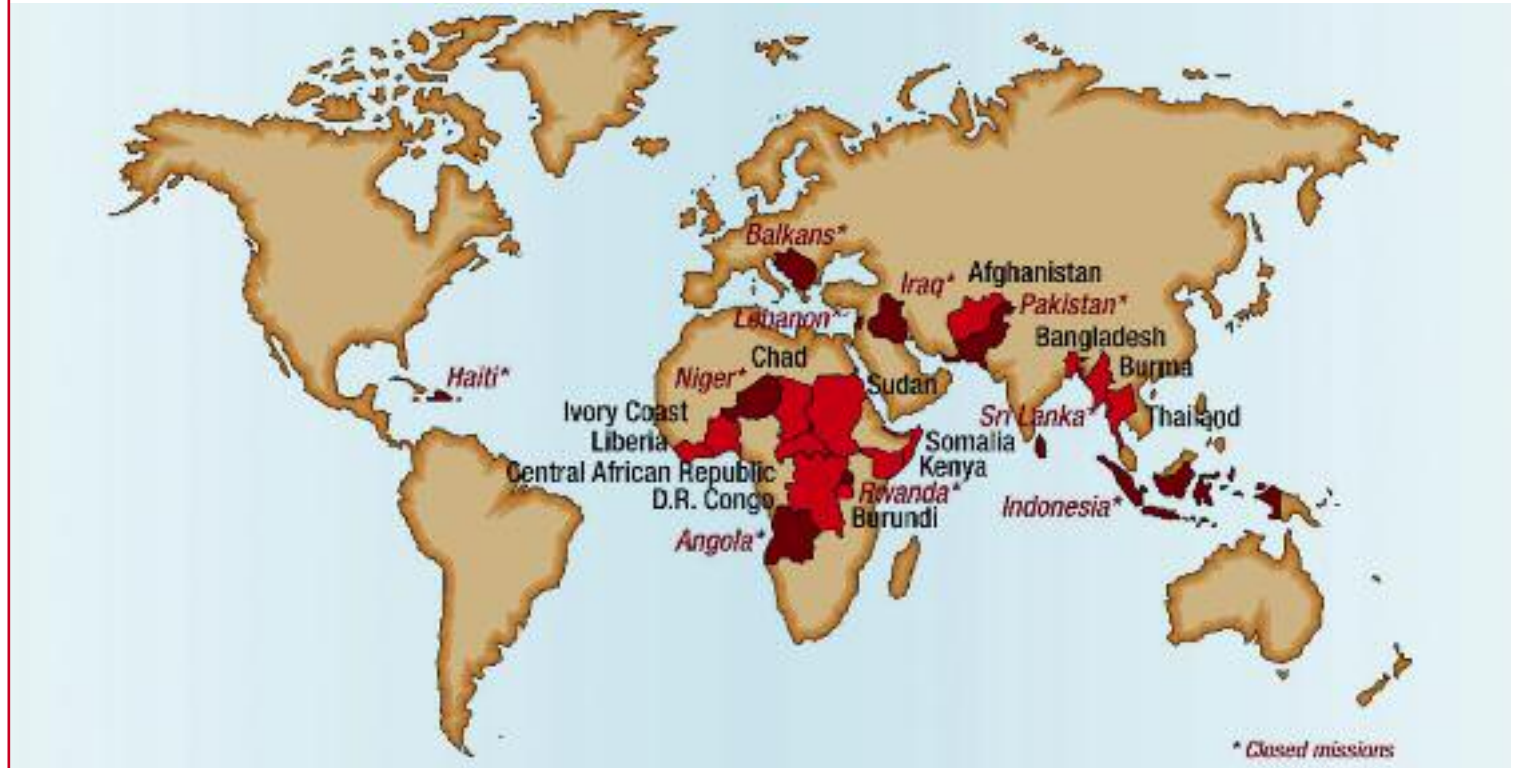 Balkans*
Afghanistan
Iraq*
Pakistan*
Lebanon*
Bangladesh
Chad
Burma
Haiti*
Niger*
Sudan
Ivory Coast
Sri Lanka*
Thailand
Liberia
Somalia
Central African Republic
Kenya
D.R. Congo
Rwanda*
Indonesia*
Burundi
Angola*
* Closed missions